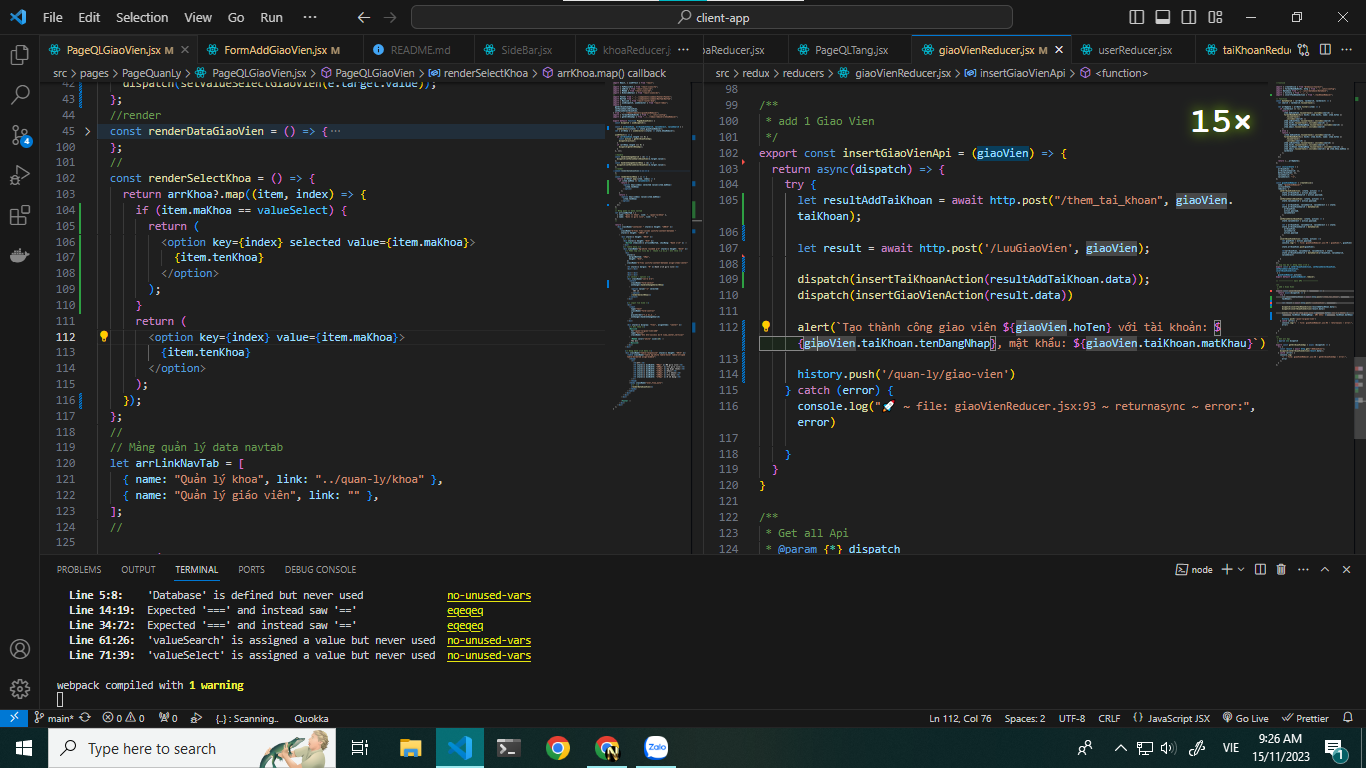 File Edit Selection View Go Run ··· client-app
PageQLGiaoVien.jsx M FormAddGiaoVien.jsx M README.md SideBar.jsx khoaReducer.j ···
src > pages > PageQuanLy > PageQLGiaoVien.jsx > PageQLGiaoVien > renderSelectKhoa > arrKhoa.map() callback
42 dispatch(setValueSelectGiaoVien(e.target.value));
43 };
44 //render
45 const renderDataGiaoVien = () => {···
100 };
101 //
102 const renderSelectKhoa = () => {
103 return arrKhoa?.map((item, index) => {
104 if (item.maKhoa == valueSelect) {
105 return (
106 <option key={index} selected value={item.maKhoa}>
107 {item.tenKhoa}
108 </option>
109 );
110 }
111 return (
112 <option key={index} value={item.maKhoa}>
113 {item.tenKhoa}
114 </option>
115 );
116 });
117 };
118 //
119 // Mảng quản lý data navtab
120 let arrLinkNavTab = [
121 { name: "Quản lý khoa", link: "../quan-ly/khoa" },
122 { name: "Quản lý giáo viên", link: "" },
123 ];
124 //
125
oaReducer.jsx PageQLTang.jsx giaoVienReducer.jsx M userReducer.jsx taiKhoanRedu ···
src > redux > reducers > giaoVienReducer.jsx > insertGiaoVienApi > <function>
98
99 /**
100 * add 1 Giao Vien
101 */
102 export const insertGiaoVienApi = (giaoVien) => {
103 return async(dispatch) => {
104 try {
105 let resultAddTaiKhoan = await http.post("/them_tai_khoan", giaoVien.
taiKhoan);
106
107 let result = await http.post('/LuuGiaoVien', giaoVien);
108
109 dispatch(insertTaiKhoanAction(resultAddTaiKhoan.data));
110 dispatch(insertGiaoVienAction(result.data))
111
112 alert(`Tạo thành công giao viên ${giaoVien.hoTen} với tài khoản: $
{giaoVien.taiKhoan.tenDangNhap}, mật khẩu: ${giaoVien.taiKhoan.matKhau}`)
113
114 history.push('/quan-ly/giao-vien')
115 } catch (error) {
116 console.log("🚀 ~ file: giaoVienReducer.jsx:93 ~ returnasync ~ error:",
error)
117
118 }
119 }
120 }
121
122 /**
123 * Get all Api
124 * @param {*} dispatch
15×
PROBLEMS OUTPUT TERMINAL PORTS DEBUG CONSOLE node
Line 5:8: 'Database' is defined but never used no-unused-vars
Line 14:19: Expected '===' and instead saw '==' eqeqeq
Line 34:72: Expected '===' and instead saw '==' eqeqeq
Line 61:26: 'valueSearch' is assigned a value but never used no-unused-vars
Line 71:39: 'valueSelect' is assigned a value but never used no-unused-vars
webpack compiled with 1 warning
main* 0 0 0 {..} : Scanning.. Quokka Ln 112, Col 76 Spaces: 2 UTF-8 CRLF JavaScript JSX Go Live Prettier
Type here to search Zalo VIE 9:26 AM
15/11/2023 1
4